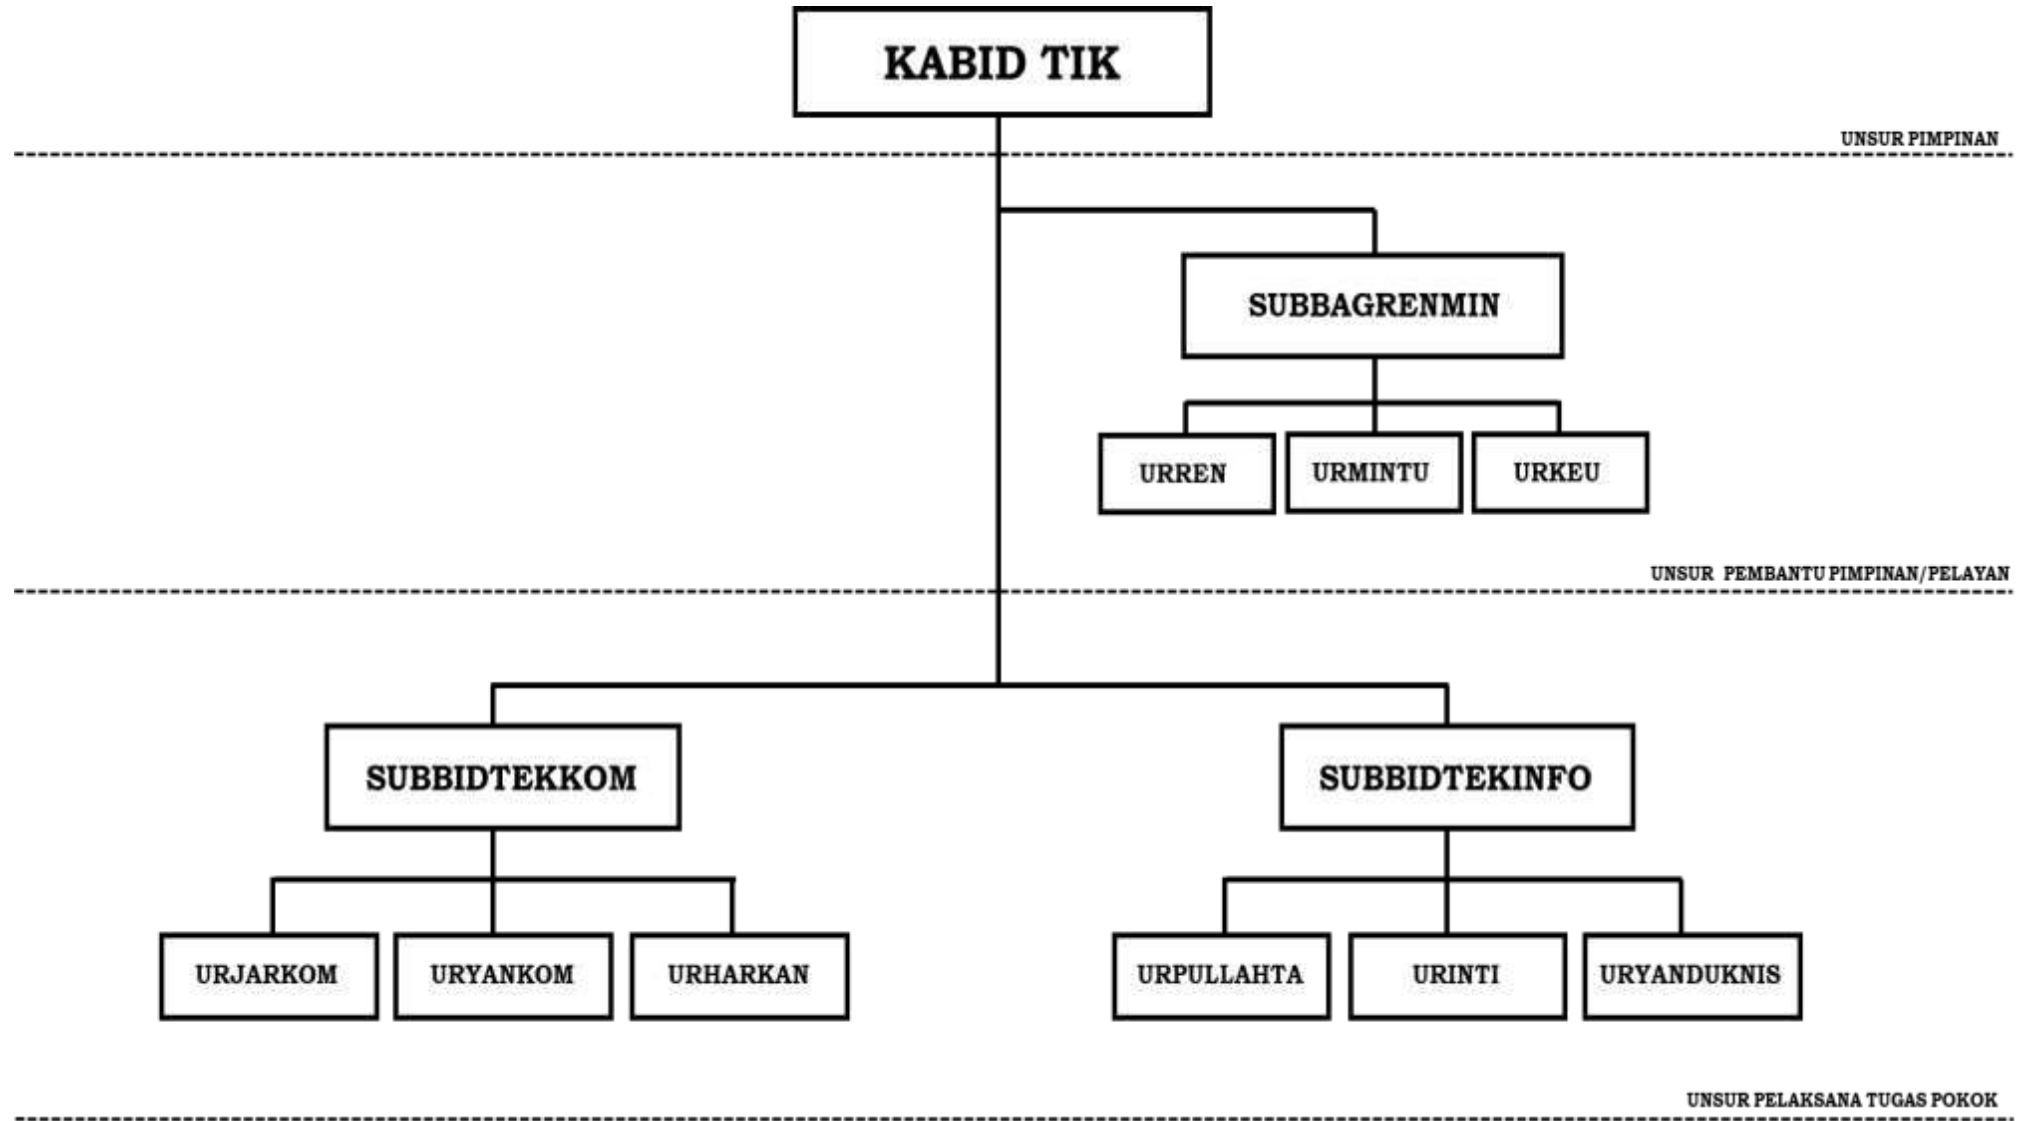 KABID TIK
UNSUR PIMPINAN
SUBBAGRENMIN
URREN
URMINTU
URKEU
UNSUR PEMBANTU PIMPINAN/PELAYAN
SUBBIDTEKKOM
SUBBIDTEKINFO
URJARKOM
URYANKOM
URHARKAN
URPULLAHTA
URINTI
URYANDUKNIS
UNSUR PELAKSANA TUGAS POKOK